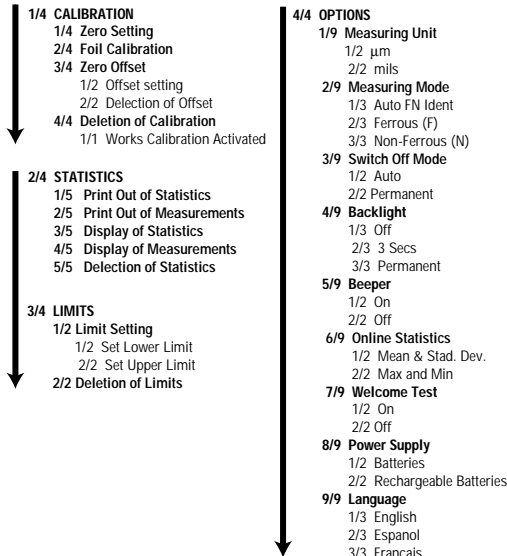 1/4 CALIBRATION
1/4 Zero Setting
2/4 Foil Calibration
3/4 Zero Offset
1/2 Offset setting
2/2 Delection of Offset
4/4 Deletion of Calibration
1/1 Works Calibration Activated
2/4 STATISTICS
1/5 Print Out of Statistics
2/5 Print Out of Measurements
3/5 Display of Statistics
4/5 Display of Measurements
5/5 Delection of Statistics
3/4 LIMITS
1/2 Limit Setting
1/2 Set Lower Limit
2/2 Set Upper Limit
2/2 Deletion of Limits
4/4 OPTIONS
1/9 Measuring Unit
1/2 µm
2/2 mils
2/9 Measuring Mode
1/3 Auto FN Ident
2/3 Ferrous (F)
3/3 Non-Ferrous (N)
3/9 Switch Off Mode
1/2 Auto
2/2 Permanent
4/9 Backlight
1/3 Off
2/3 3 Secs
3/3 Permanent
5/9 Beeper
1/2 On
2/2 Off
6/9 Online Statistics
1/2 Mean & Stad. Dev.
2/2 Max and Min
7/9 Welcome Test
1/2 On
2/2 Off
8/9 Power Supply
1/2 Batteries
2/2 Rechargeable Batteries
9/9 Language
1/3 English
2/3 Espanol
3/3 Francais